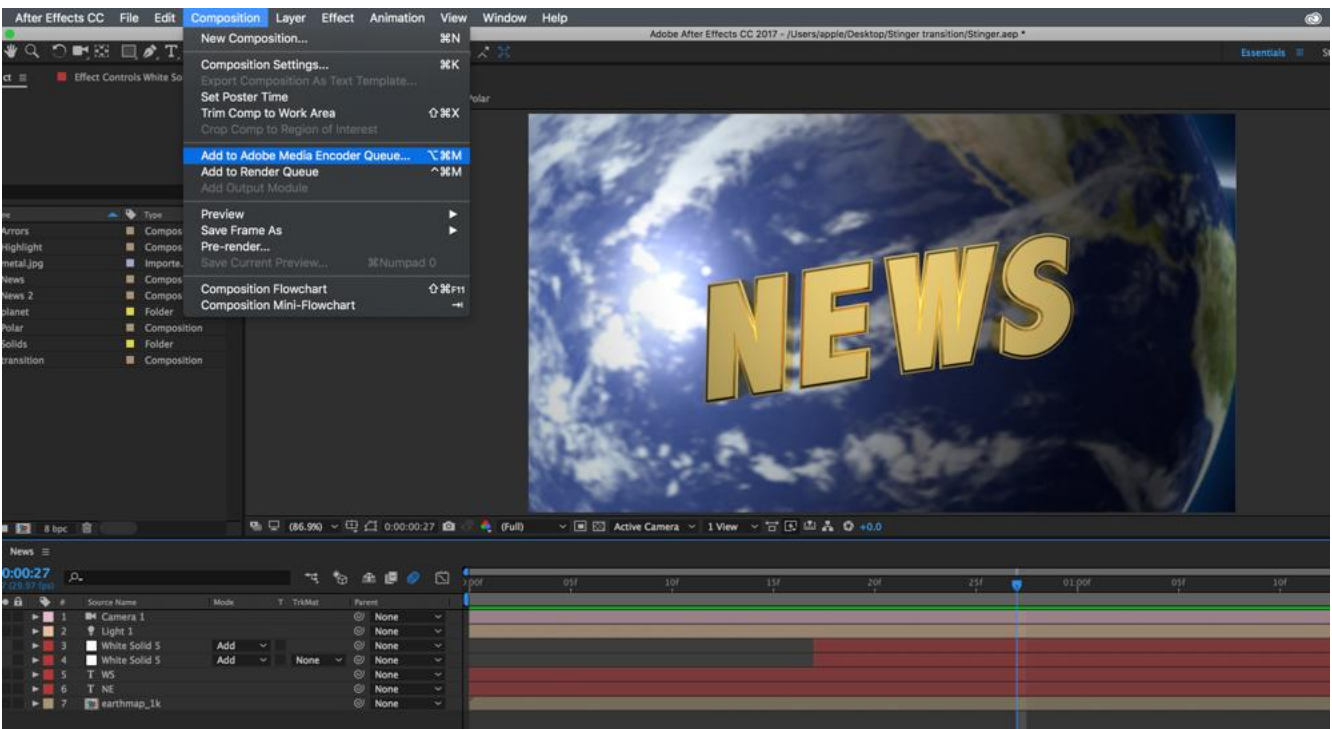 After Effects CC File Edit Composition Layer Effect Animation View Window Help
Adobe After Effects CC 2017 - /Users/apple/Desktop/Stinger transition/Stinger.aep *
Essentials
Effect Controls White So
Polar
New Composition... ⌘N
Composition Settings... ⌘K
Export Composition As Text Template...
Set Poster Time
Trim Comp to Work Area ⇧⌘X
Crop Comp to Region of Interest
Add to Adobe Media Encoder Queue... ⌥⌘M
Add to Render Queue ^⌘M
Add Output Module
Preview
Save Frame As
Pre-render...
Save Current Preview... ⌘Numpad 0
Composition Flowchart ⇧⌘F11
Composition Mini-Flowchart
Type
Arrors Compos
Highlight Compos
metal.jpg Importe
News Compos
News 2 Compos
planet Folder
Polar Composition
Solids Folder
transition Composition
NEWS
8 bpc
(86.9%) 0:00:00:27 (Full) Active Camera 1 View +0.0
News
0:00:27
(29.97 fps)
05f 10f 15f 20f 25f 01:00f 05f 10f
# Source Name Mode T TrkMat Parent
1 Camera 1 None
2 Light 1 None
3 White Solid 5 Add None
4 White Solid 5 Add None None
5 T WS None
6 T NE None
7 earthmap_1k None